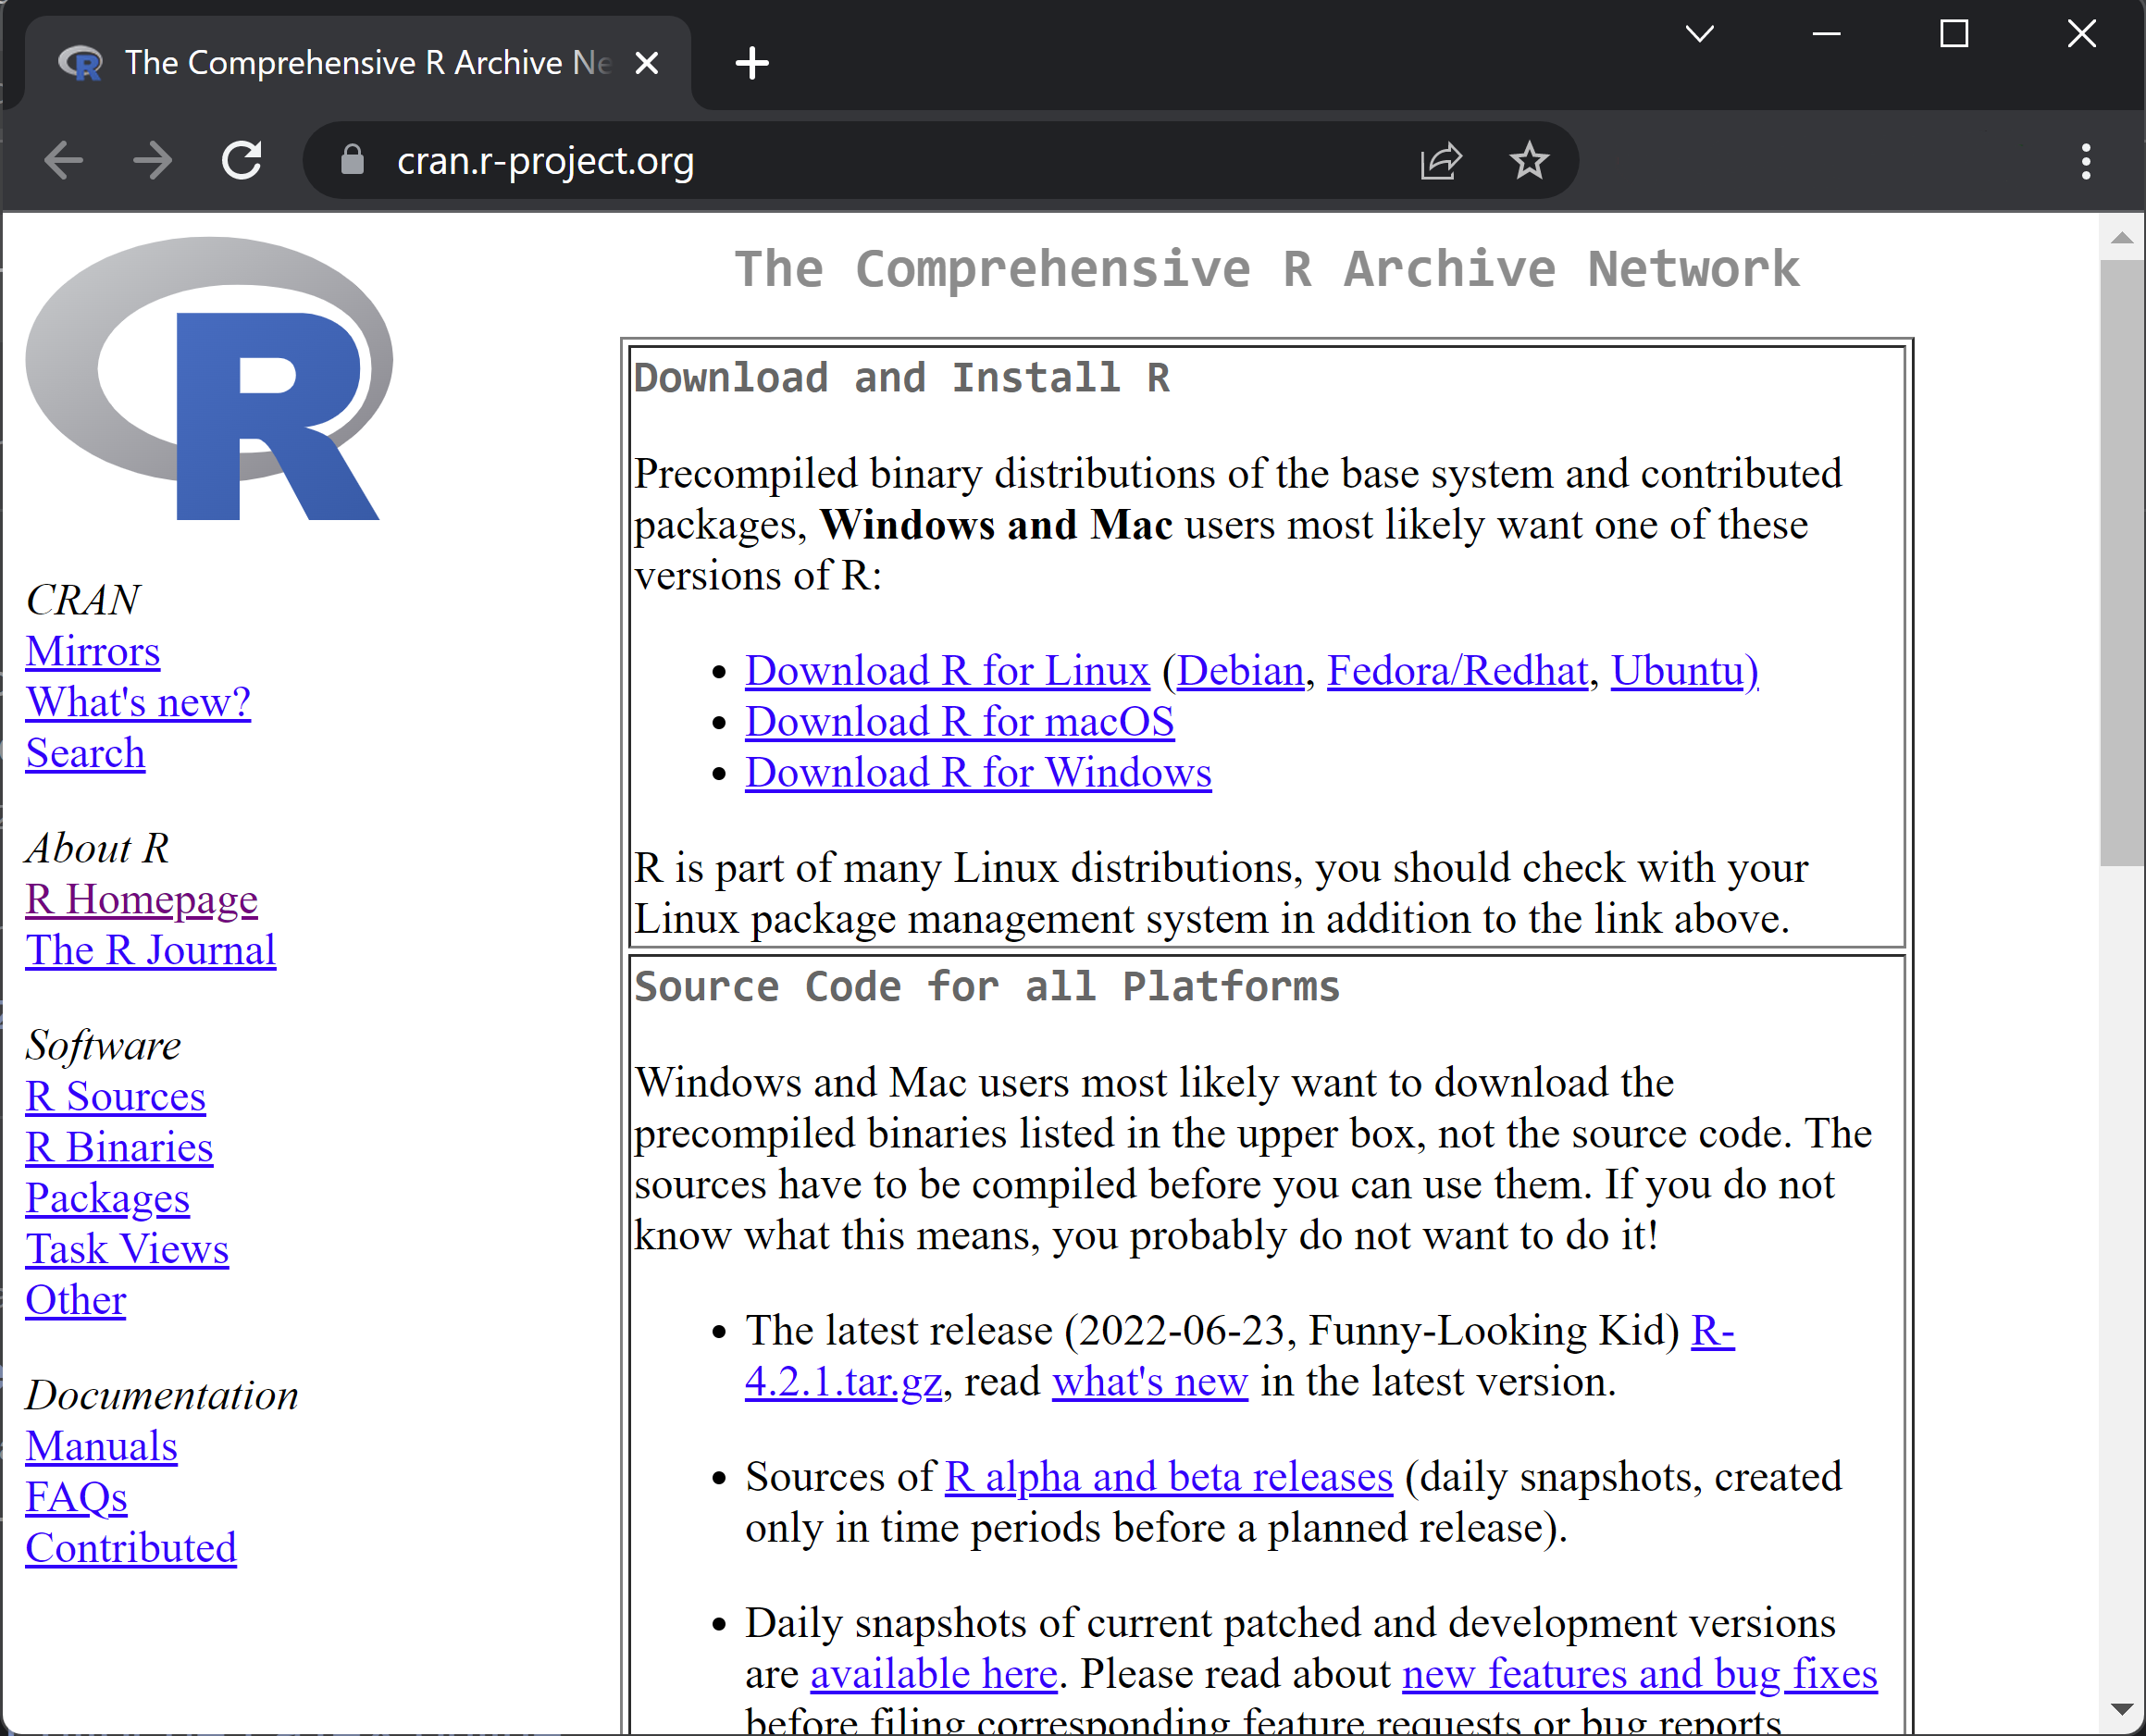 The Comprehensive R Archive Ne
cran.r-project.org
R
CRAN
Mirrors
What's new?
Search
About R
R Homepage
The R Journal
Software
R Sources
R Binaries
Packages
Task Views
Other
Documentation
Manuals
FAQs
Contributed
The Comprehensive R Archive Network
Download and Install R
Precompiled binary distributions of the base system and contributed
packages, Windows and Mac users most likely want one of these
versions of R:
• Download R for Linux (Debian, Fedora/Redhat, Ubuntu)
• Download R for macOS
• Download R for Windows
R is part of many Linux distributions, you should check with your
Linux package management system in addition to the link above.
Source Code for all Platforms
Windows and Mac users most likely want to download the
precompiled binaries listed in the upper box, not the source code. The
sources have to be compiled before you can use them. If you do not
know what this means, you probably do not want to do it!
• The latest release (2022-06-23, Funny-Looking Kid) R-
4.2.1.tar.gz, read what's new in the latest version.
• Sources of R alpha and beta releases (daily snapshots, created
only in time periods before a planned release).
• Daily snapshots of current patched and development versions
are available here. Please read about new features and bug fixes
before filing corresponding feature requests or bug reports